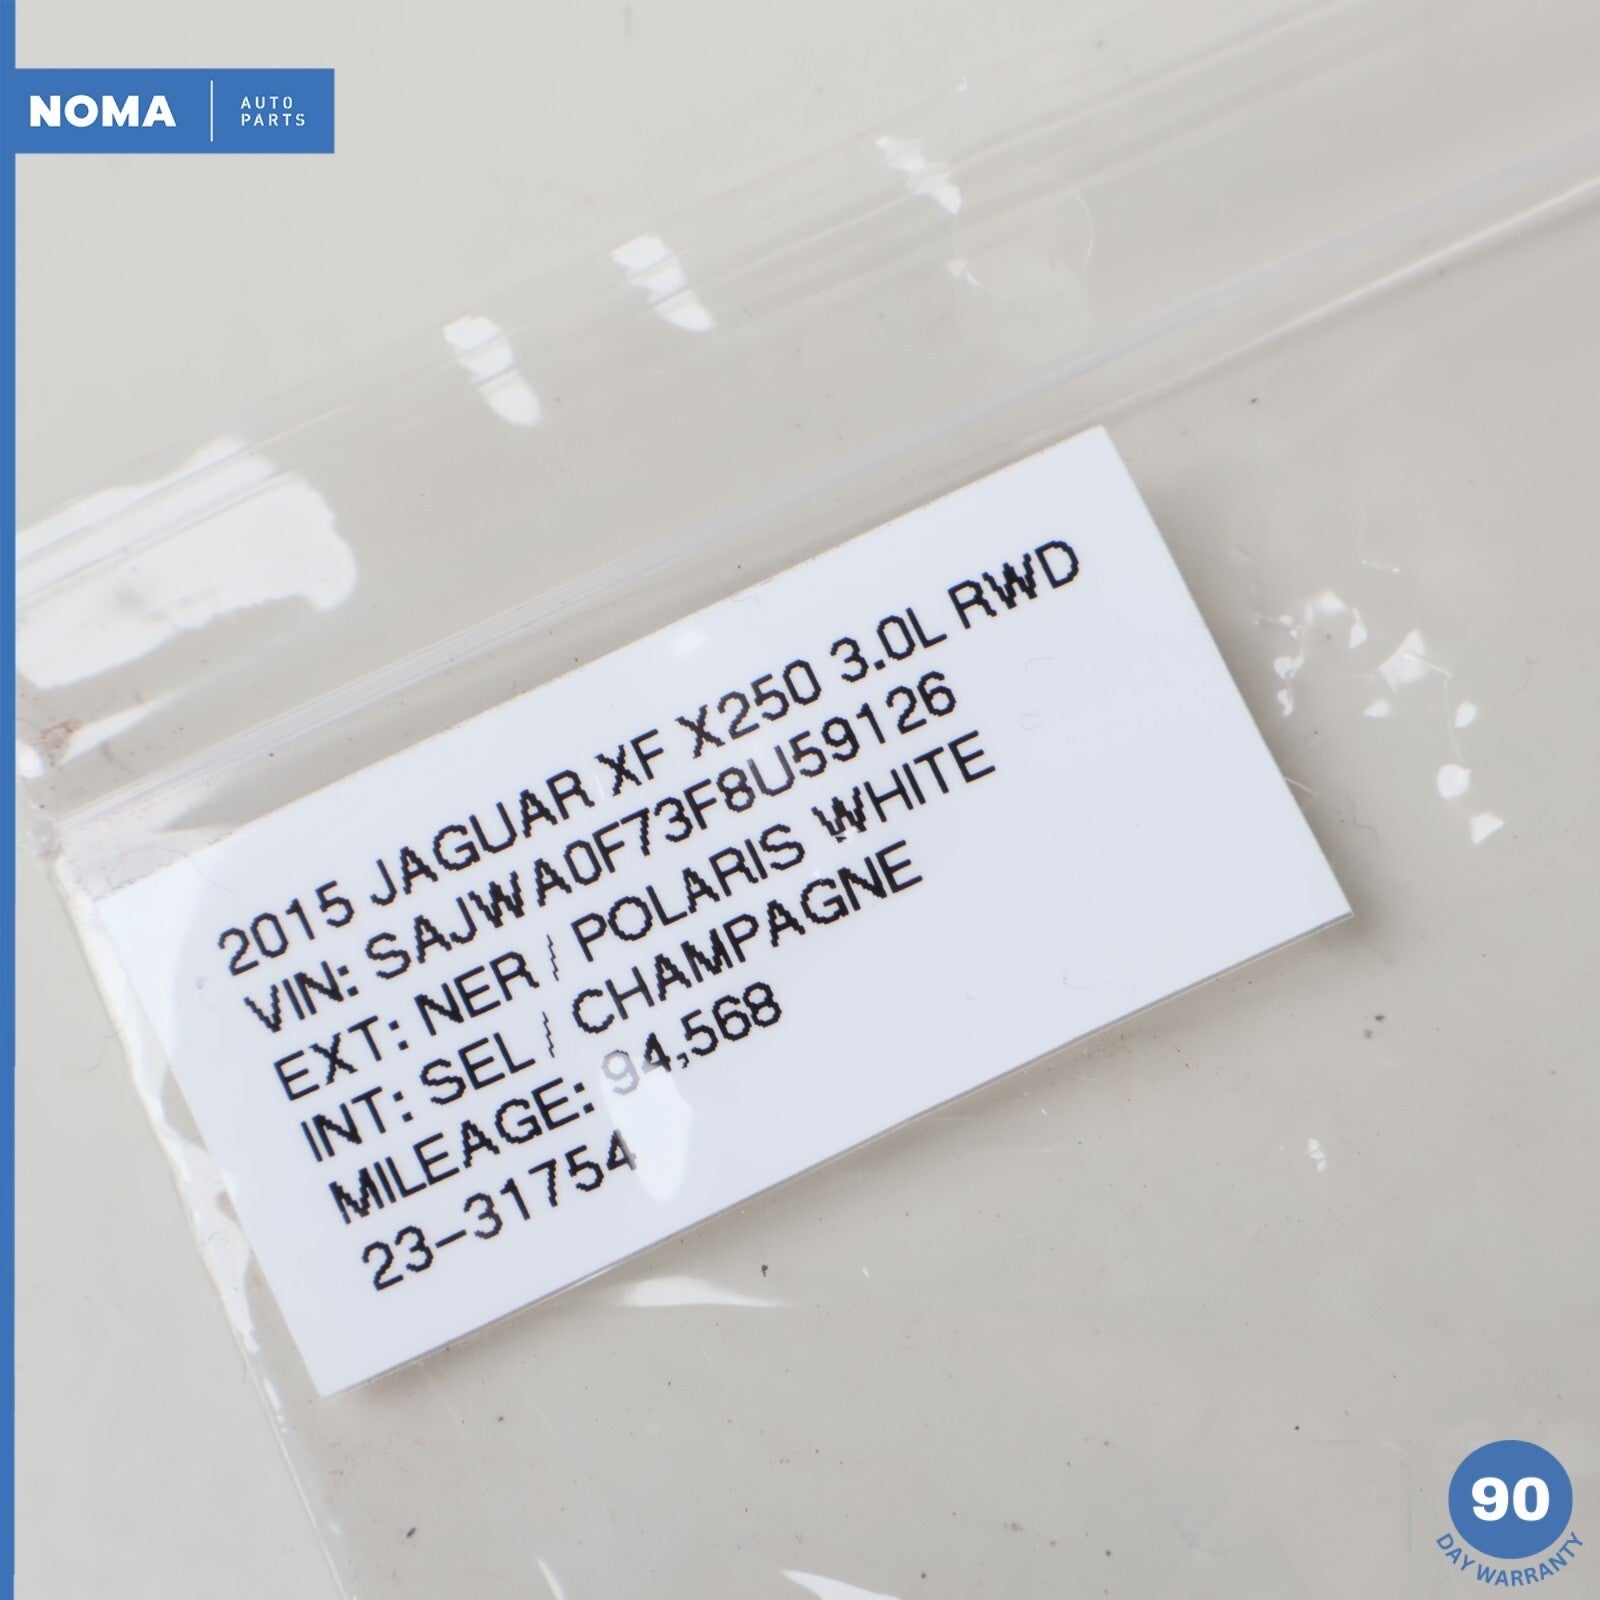 NOMA
AUTO
PARTS
2015 JAGUAR XF X250 3.0L RWD
VIN: SAJWA0F73F8U59126
EXT: NER / POLARIS WHITE
INT: SEL / CHAMPAGNE
MILEAGE: 94,568
23-31754
90
DAY WARRANTY